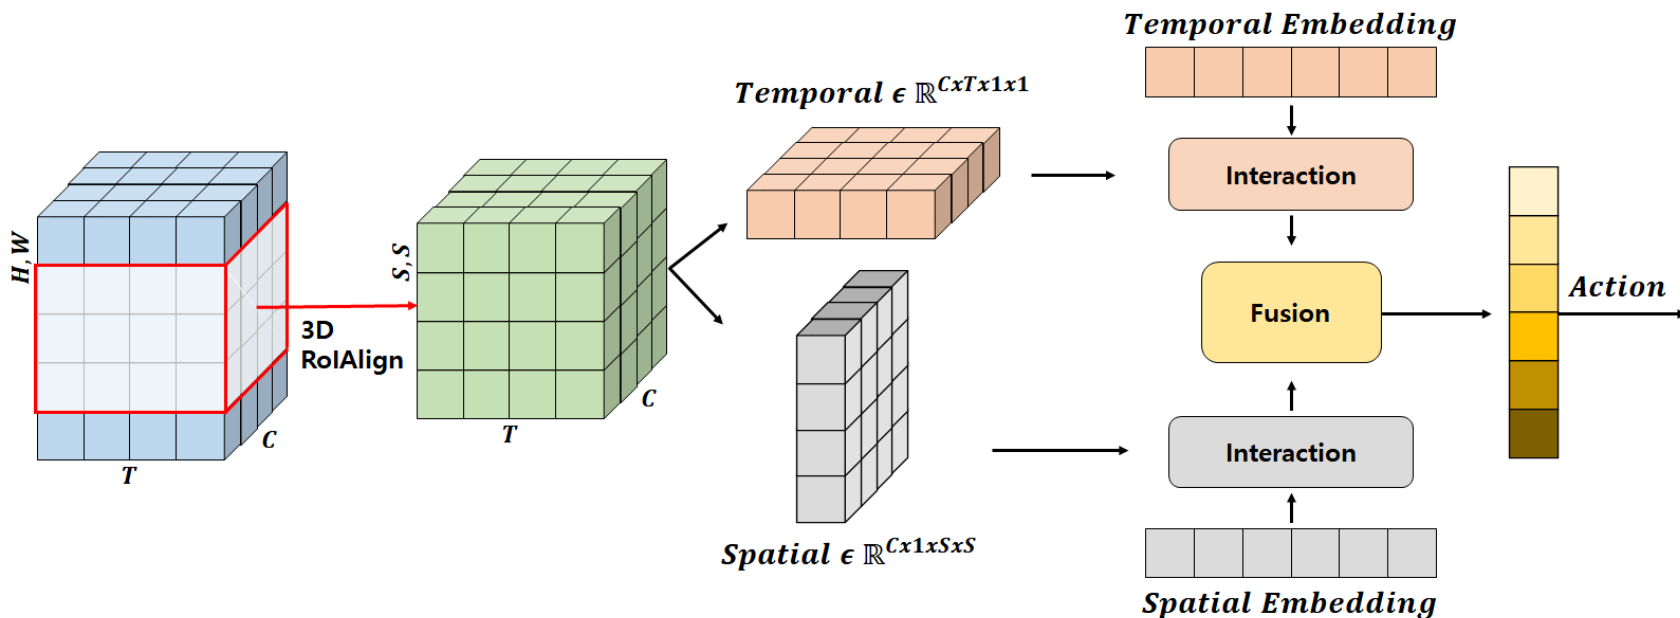 Temporal Embedding
Temporal ϵ ℝ^{CxTx1x1}
Interaction
H, W
S, S
3D
RoIAlign
Fusion
Action
C
T
C
T
Interaction
Spatial ϵ ℝ^{Cx1xSxS}
Spatial Embedding